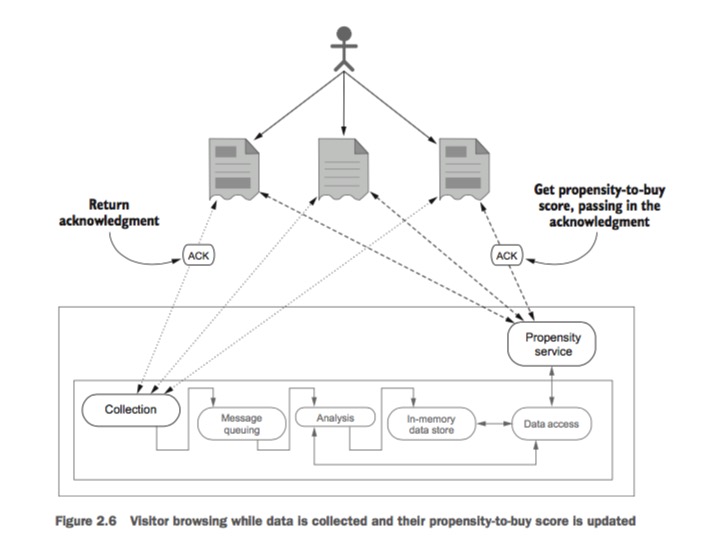 Return
acknowledgment
Get propensity-to-buy
score, passing in the
acknowledgment
ACK
ACK
Propensity
service
Collection
Message
queuing
Analysis
In-memory
data store
Data access
Figure 2.6 Visitor browsing while data is collected and their propensity-to-buy score is updated